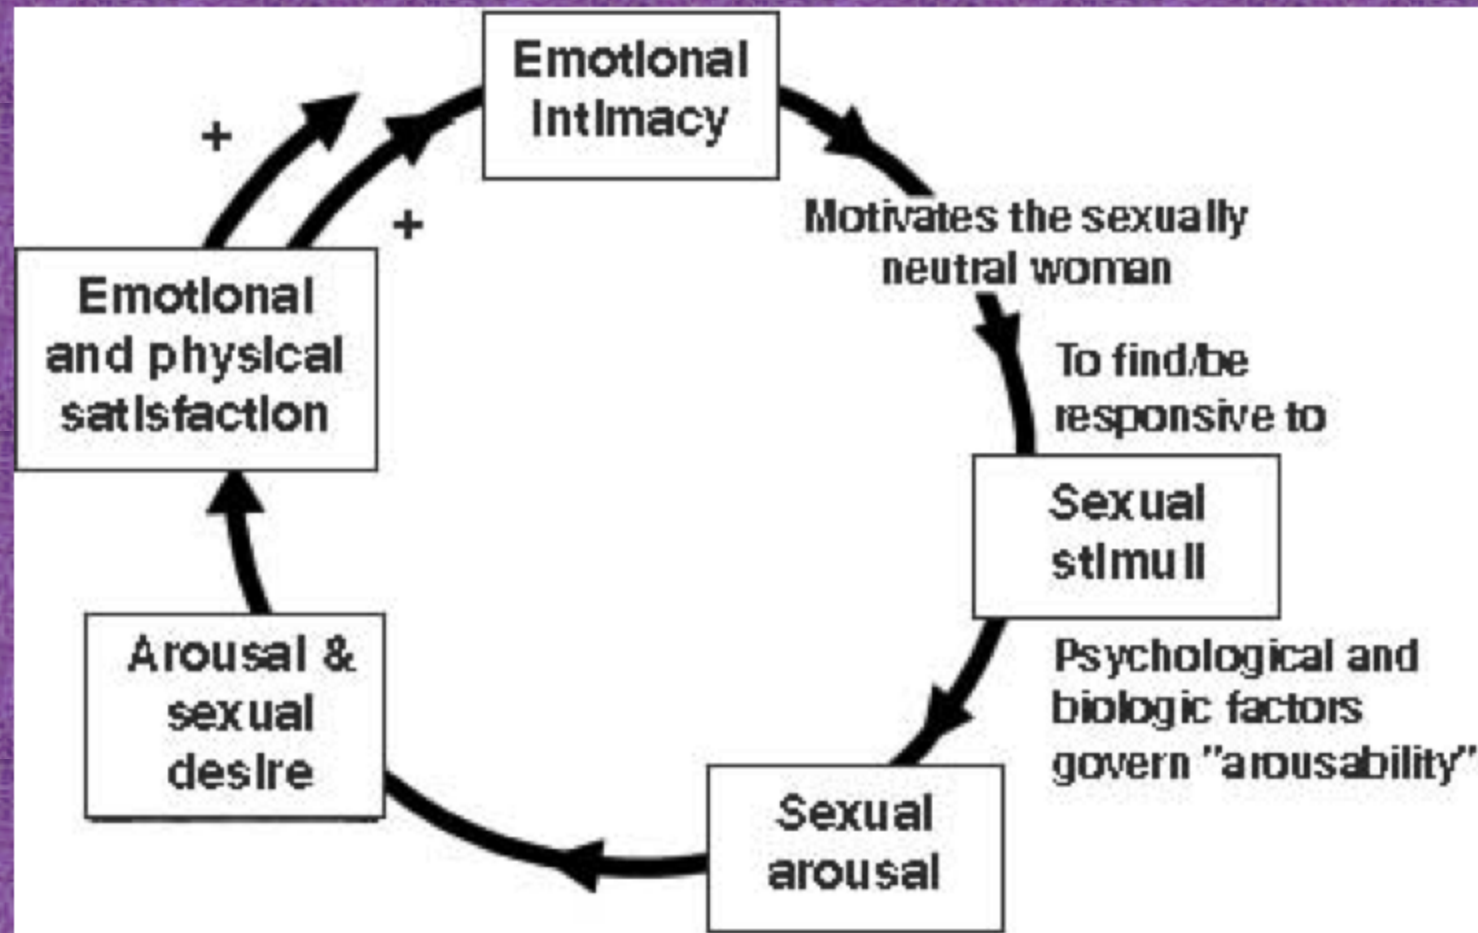 Emotional
Intimacy
+
+
Motivates the sexually
neutral woman
To find/be
responsive to
Emotional
and physical
satisfaction
Sexual
stimuli
Psychological and
biologic factors
govern "arousability"
Arousal &
sexual
desire
Sexual
arousal